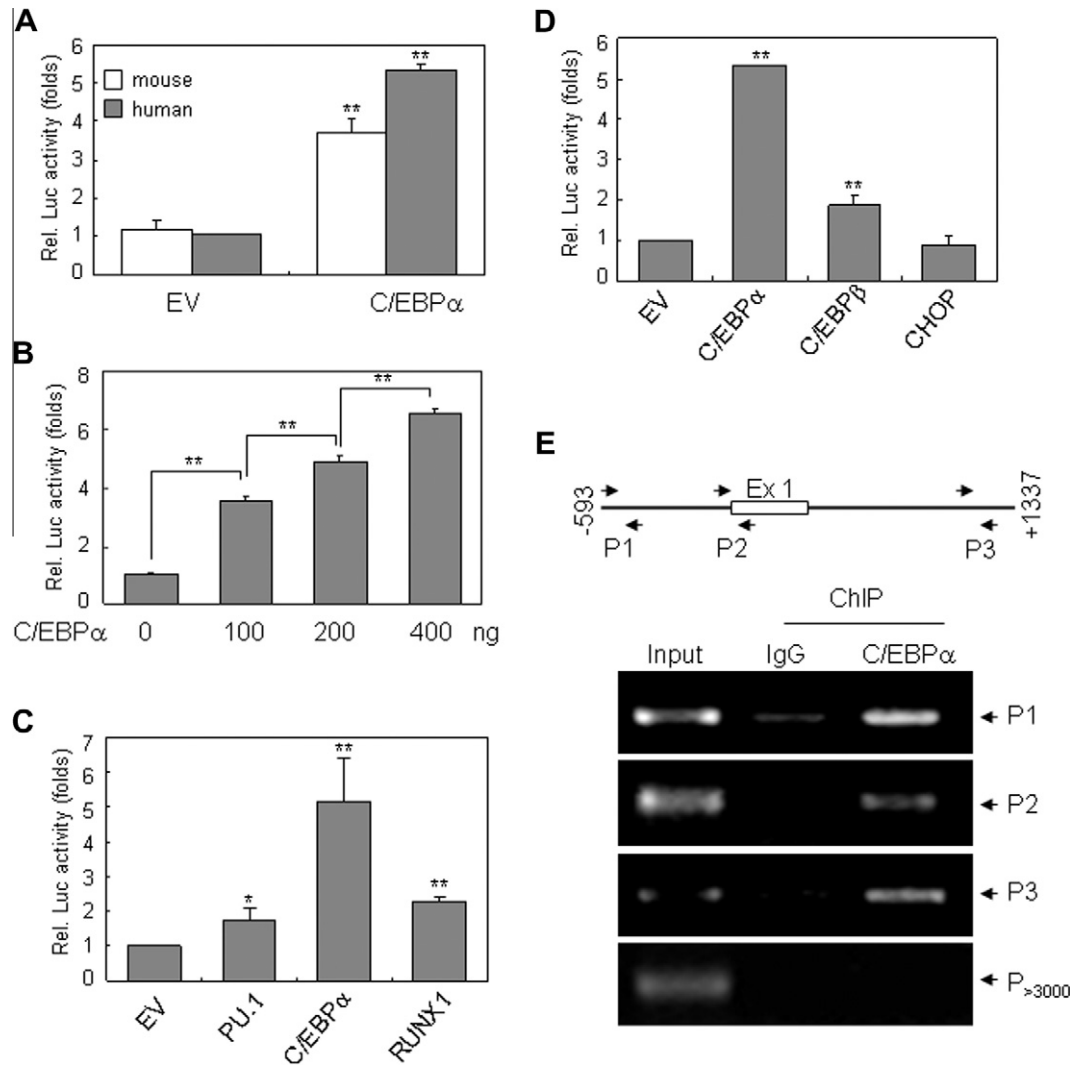 A
Rel. Luc activity (folds)
6
5
4
3
2
1
0
mouse
human
**
**
EV
C/EBPα
B
Rel. Luc activity (folds)
8
6
4
2
0
**
**
**
C/EBPα 0 100 200 400 ng
C
Rel. Luc activity (folds)
7
6
5
4
3
2
1
0
*
**
**
EV
PU.1
C/EBPα
RUNX1
D
Rel. Luc activity (folds)
6
5
4
3
2
1
0
**
**
EV
C/EBPα
C/EBPβ
CHOP
E
-593
Ex 1
+1337
P1
P2
P3
ChIP
Input IgG C/EBPα
P1
P2
P3
P>3000